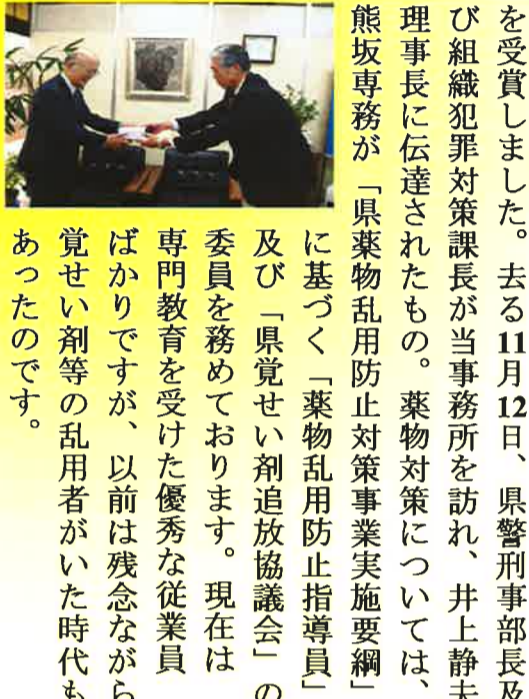 を受賞しました。去る11月12日、県警刑事部長及
び組織犯罪対策課長が当事務所を訪れ、井上静夫
理事長に伝達されたもの。薬物対策については、
熊坂専務が「県薬物乱用防止対策事業実施要綱」
に基づく「薬物乱用防止指導員」
及び「県覚せい剤追放協議会」の
委員を務めております。現在は
専門教育を受けた優秀な従業員
ばかりですが、以前は残念ながら
覚せい剤等の乱用者がいた時代も
あったのです。